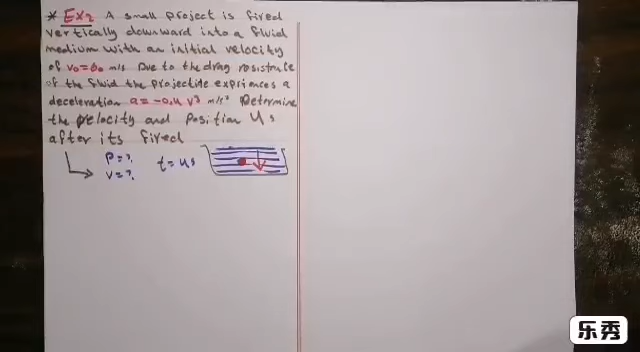 * Ex2 A small project is fired
vertically downward into a fluid
medium with an initial velocity
of v0=60 m/s Due to the drag resistrate
of the fluid the projectile expriences a
deceleration a=-0.4 v³ m/s² Determine
the velocity and position 4s
after its fired
P=?
v=?
t=4s
乐秀